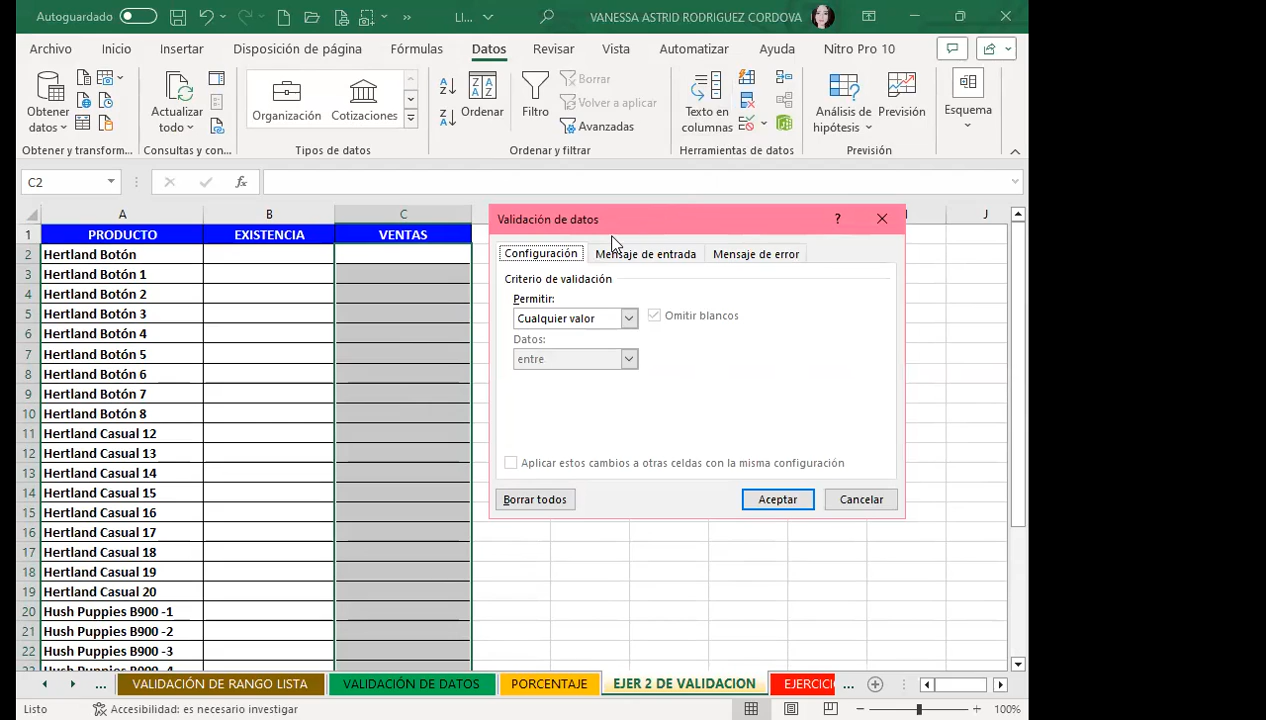 Autoguardado
LI...
VANESSA ASTRID RODRIGUEZ CORDOVA
Archivo Inicio Insertar Disposición de página Fórmulas Datos Revisar Vista Automatizar Ayuda Nitro Pro 10
Obtener datos
Actualizar todo
Organización
Cotizaciones
Ordenar
Filtro
Borrar
Volver a aplicar
Avanzadas
Texto en columnas
Análisis de hipótesis
Previsión
Esquema
Obtener y transform... Consultas y con... Tipos de datos Ordenar y filtrar Herramientas de datos Previsión
C2
fx
A B C J
1 PRODUCTO EXISTENCIA VENTAS
2 Hertland Botón
3 Hertland Botón 1
4 Hertland Botón 2
5 Hertland Botón 3
6 Hertland Botón 4
7 Hertland Botón 5
8 Hertland Botón 6
9 Hertland Botón 7
10 Hertland Botón 8
11 Hertland Casual 12
12 Hertland Casual 13
13 Hertland Casual 14
14 Hertland Casual 15
15 Hertland Casual 16
16 Hertland Casual 17
17 Hertland Casual 18
18 Hertland Casual 19
19 Hertland Casual 20
20 Hush Puppies B900 -1
21 Hush Puppies B900 -2
22 Hush Puppies B900 -3
Hush Puppies B900 -4
Validación de datos ?
Configuración Mensaje de entrada Mensaje de error
Criterio de validación
Permitir:
Cualquier valor Omitir blancos
Datos:
entre
Aplicar estos cambios a otras celdas con la misma configuración
Borrar todos Aceptar Cancelar
... VALIDACIÓN DE RANGO LISTA VALIDACIÓN DE DATOS PORCENTAJE EJER 2 DE VALIDACION EJERCICI ...
Listo Accesibilidad: es necesario investigar 100%